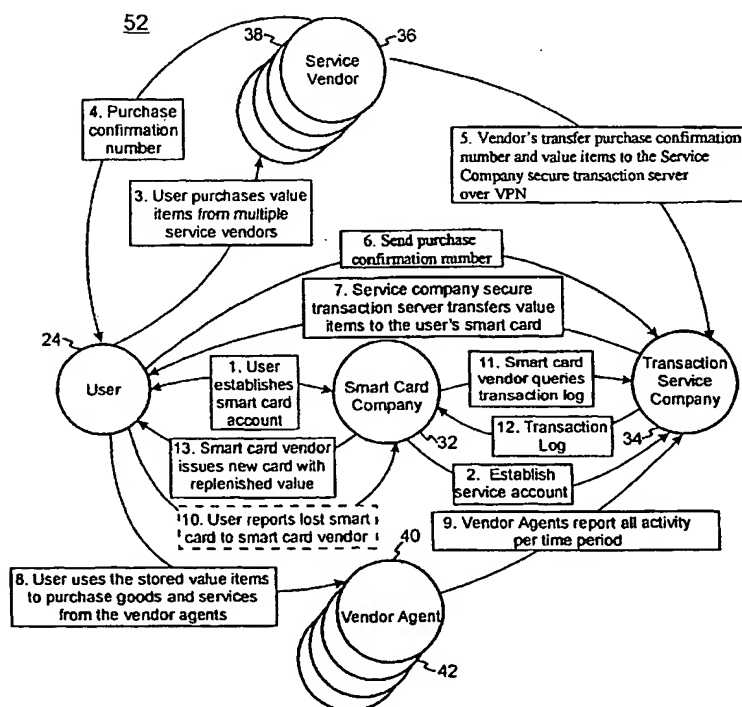 52
38
36
Service
Vendor
4. Purchase
confirmation
number
5. Vendor's transfer purchase confirmation
number and value items to the Service
Company secure transaction server
over VPN
3. User purchases value
items from multiple
service vendors
6. Send purchase
confirmation number
7. Service company secure
transaction server transfers value
items to the user's smart card
24
User
1. User
establishes
smart card
account
Smart Card
Company
32
11. Smart card
vendor queries
transaction log
Transaction
Service
Company
34
12. Transaction
Log
13. Smart card vendor
issues new card with
replenished value
2. Establish
service account
10. User reports lost smart
card to smart card vendor
9. Vendor Agents report all activity
per time period
40
8. User uses the stored value items
to purchase goods and services
from the vendor agents
Vendor Agent
42